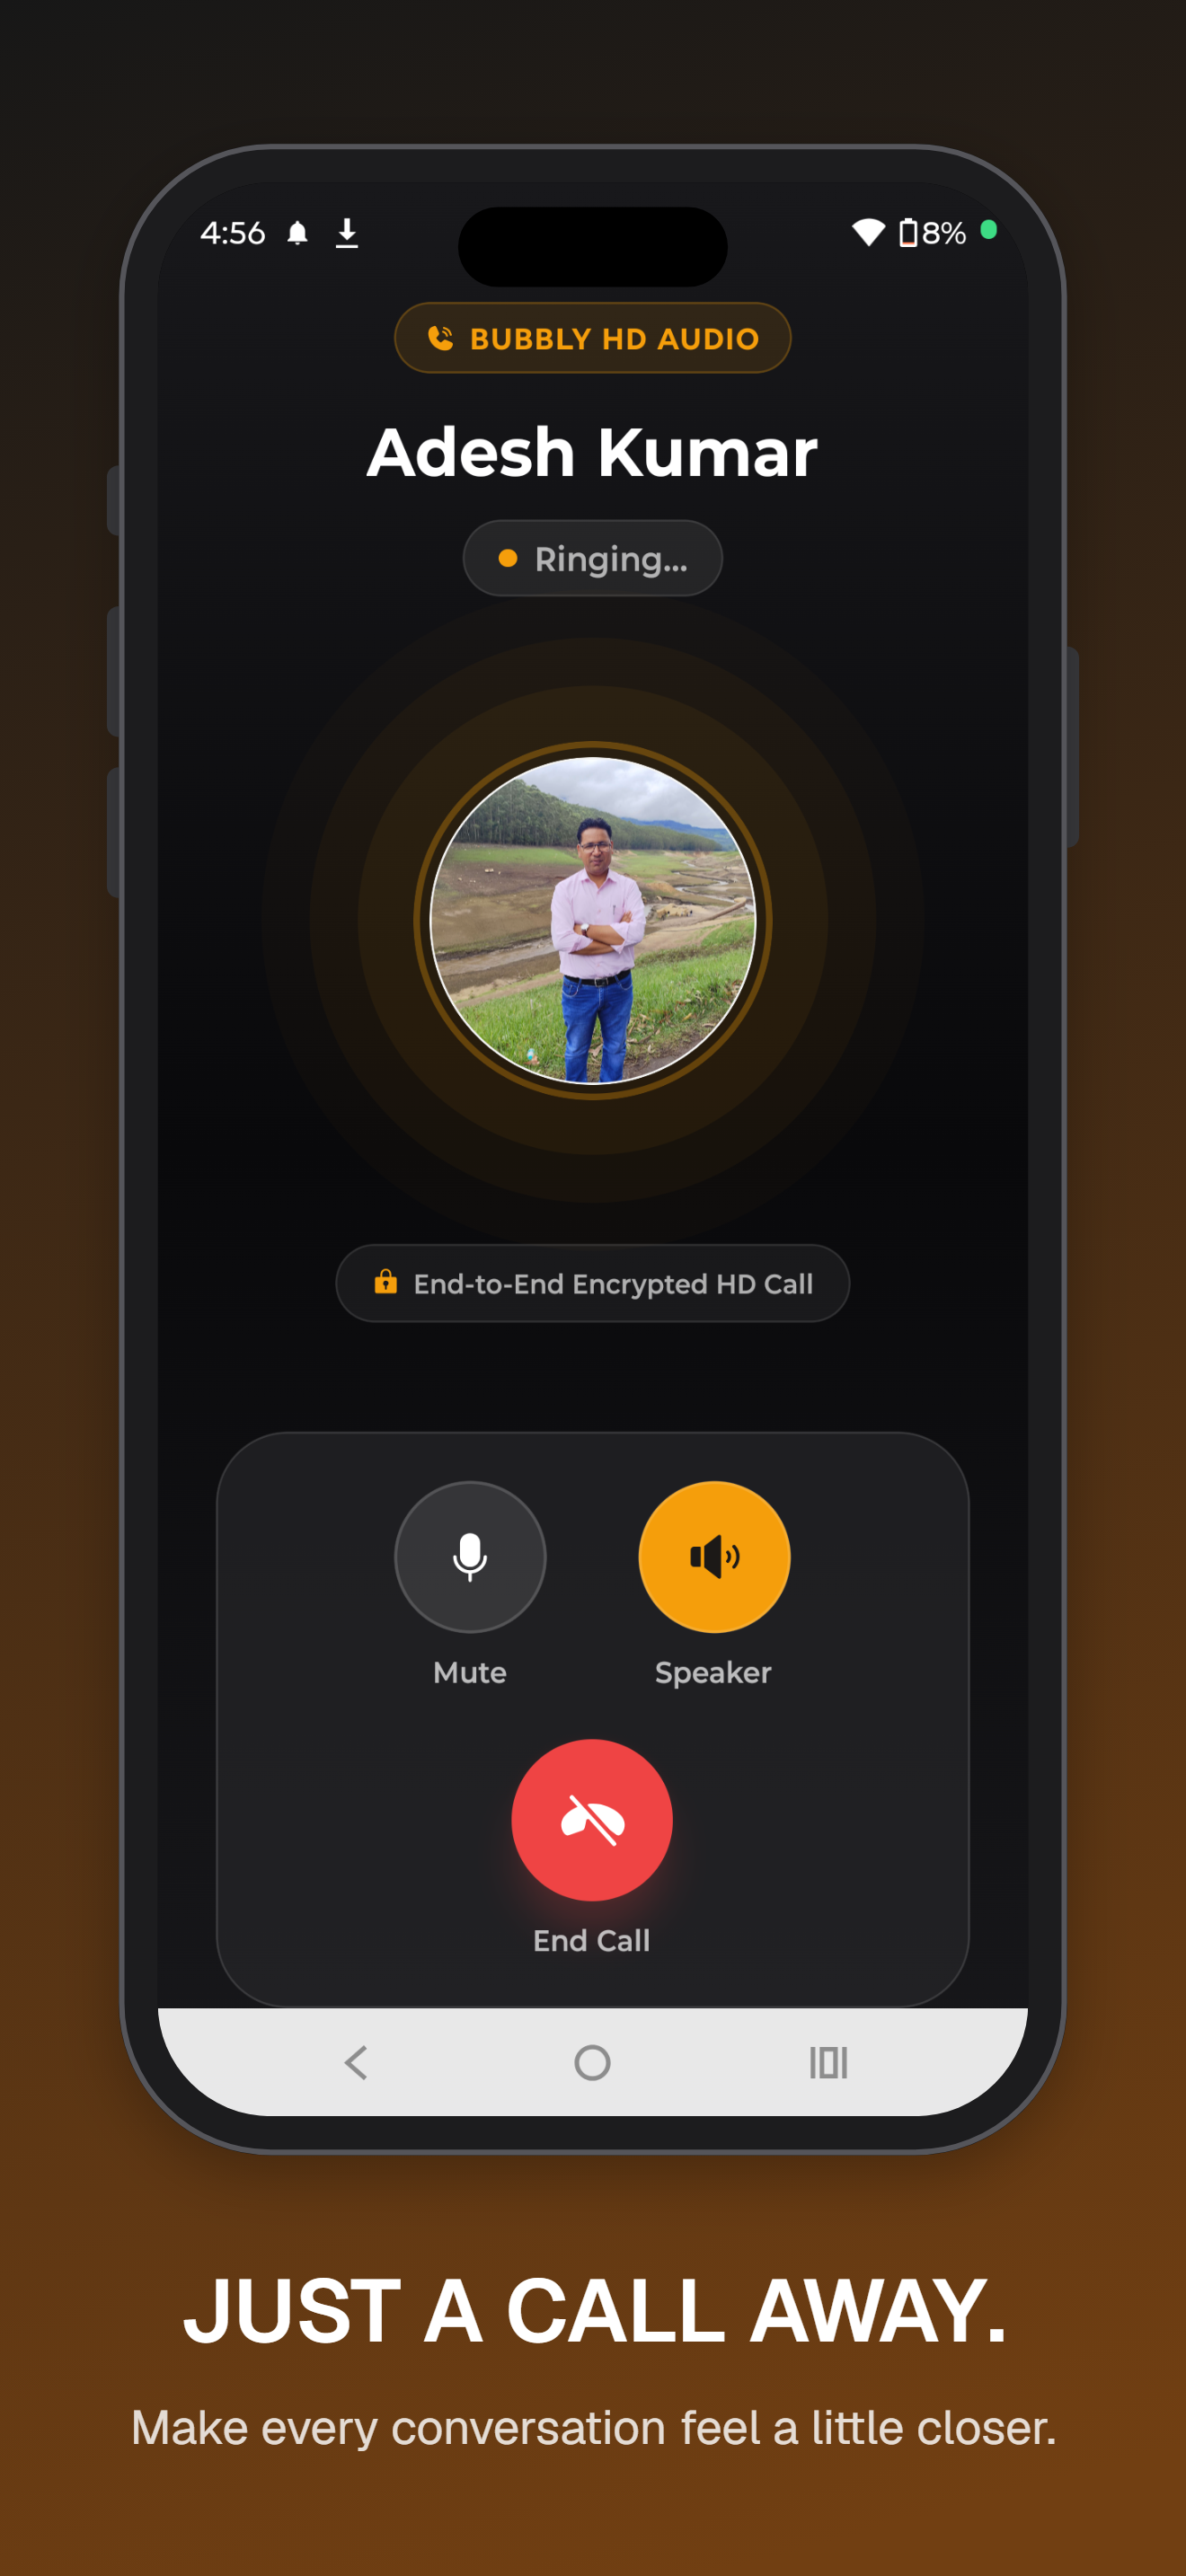 4:56 8%
BUBBLY HD AUDIO
Adesh Kumar
Ringing...
End-to-End Encrypted HD Call
Mute Speaker
End Call
JUST A CALL AWAY.
Make every conversation feel a little closer.